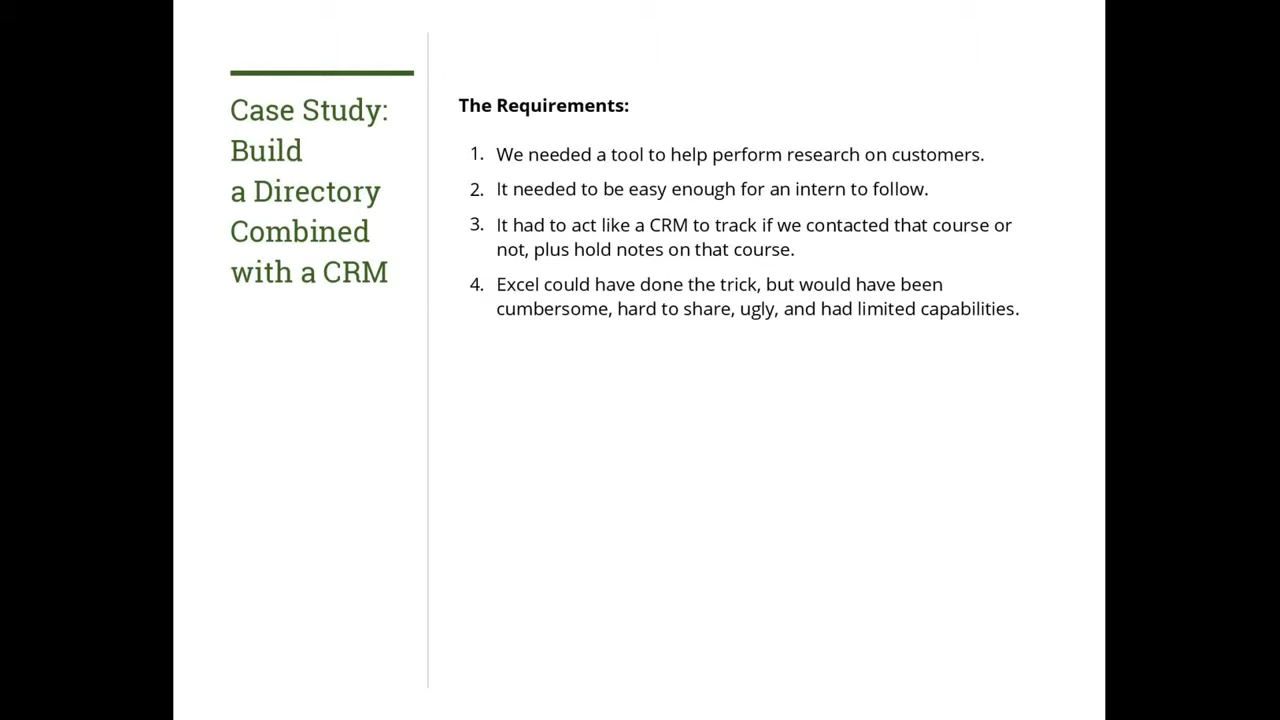 Case Study:
Build
a Directory
Combined
with a CRM
The Requirements:
1. We needed a tool to help perform research on customers.
2. It needed to be easy enough for an intern to follow.
3. It had to act like a CRM to track if we contacted that course or
not, plus hold notes on that course.
4. Excel could have done the trick, but would have been
cumbersome, hard to share, ugly, and had limited capabilities.